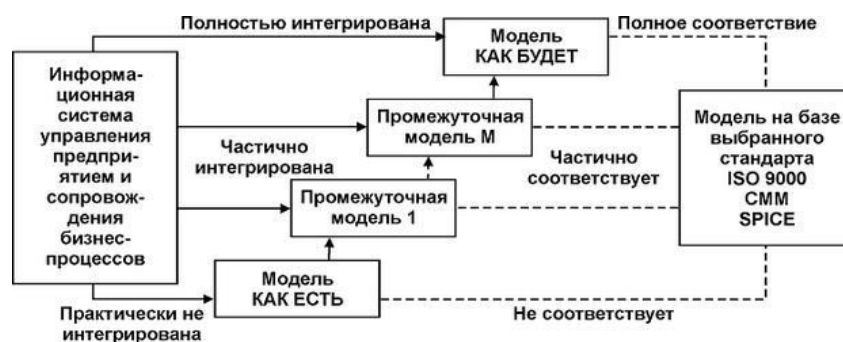 Полностью интегрирована
Модель
КАК БУДЕТ
Полное соответствие
Информа-
ционная
система
управления
предпри-
ятием и
сопровож-
дения
бизнес-
процессов
Промежуточная
модель М
Частично
интегрирована
Частично
соответствует
Модель на базе
выбранного
стандарта
ISO 9000
СММ
SPICE
Промежуточная
модель 1
Модель
КАК ЕСТЬ
Практически не
интегрирована
Не соответствует